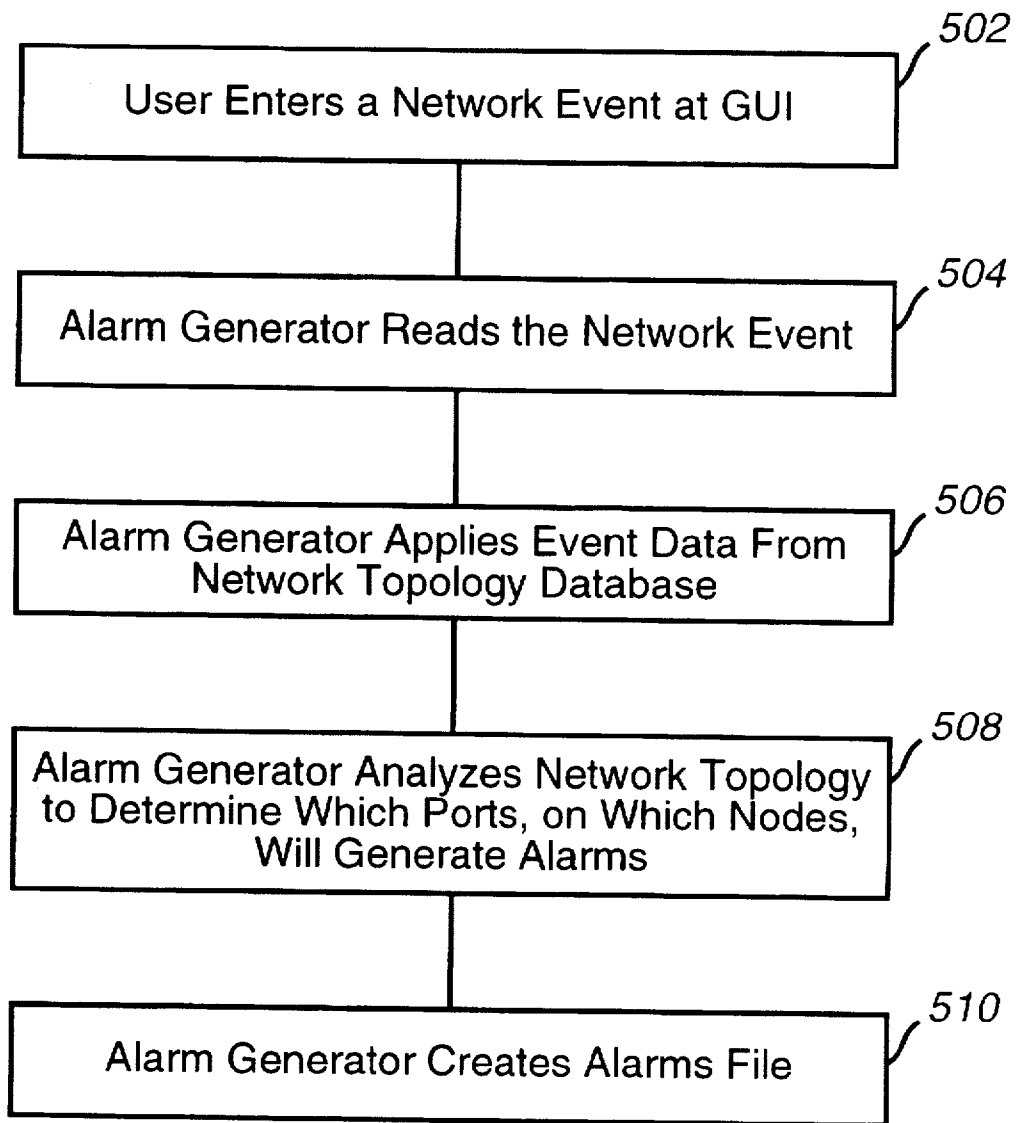 502
User Enters a Network Event at GUI
504
Alarm Generator Reads the Network Event
506
Alarm Generator Applies Event Data From
Network Topology Database
508
Alarm Generator Analyzes Network Topology
to Determine Which Ports, on Which Nodes,
Will Generate Alarms
510
Alarm Generator Creates Alarms File